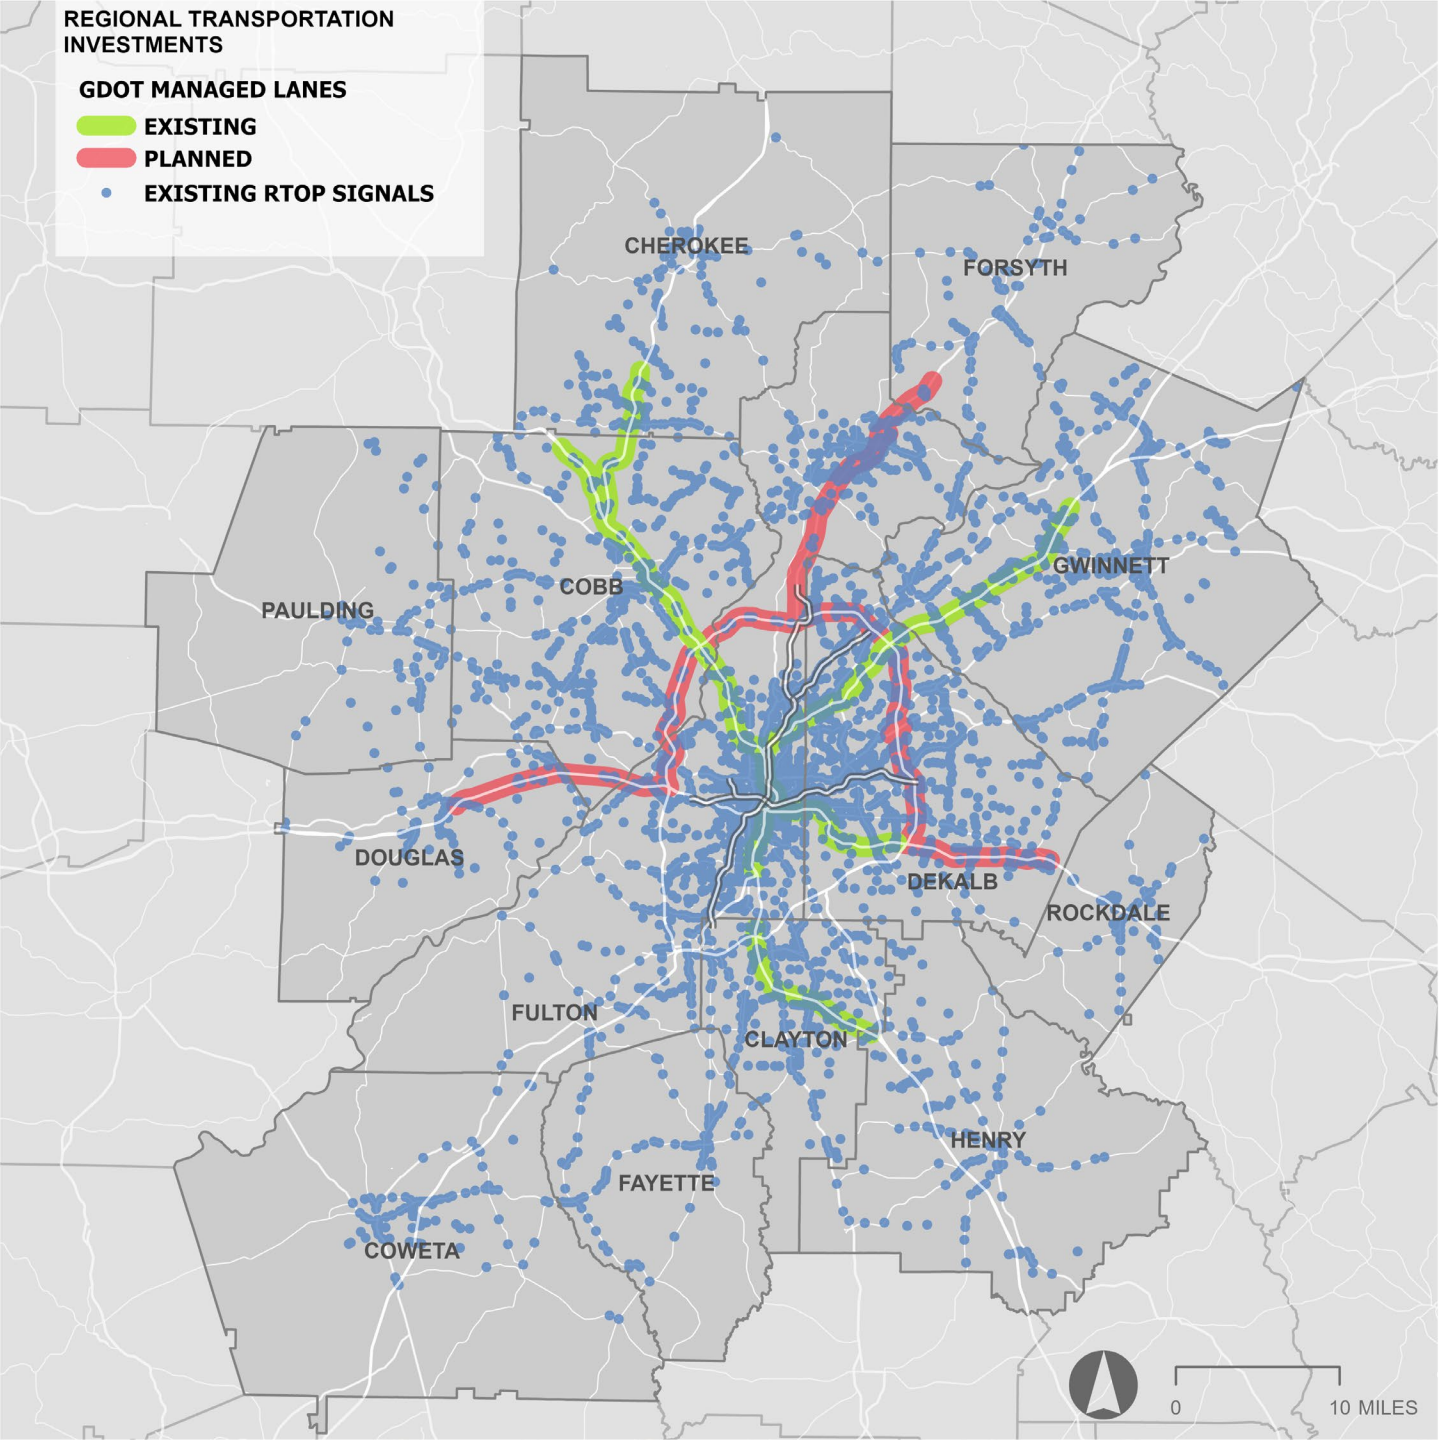 REGIONAL TRANSPORTATION
INVESTMENTS
GDOT MANAGED LANES
EXISTING
PLANNED
EXISTING RTOP SIGNALS
CHEROKEE
FORSYTH
GWINNETT
COBB
PAULDING
DOUGLAS
DEKALB
ROCKDALE
FULTON
CLAYTON
HENRY
FAYETTE
COWETA
0 10 MILES